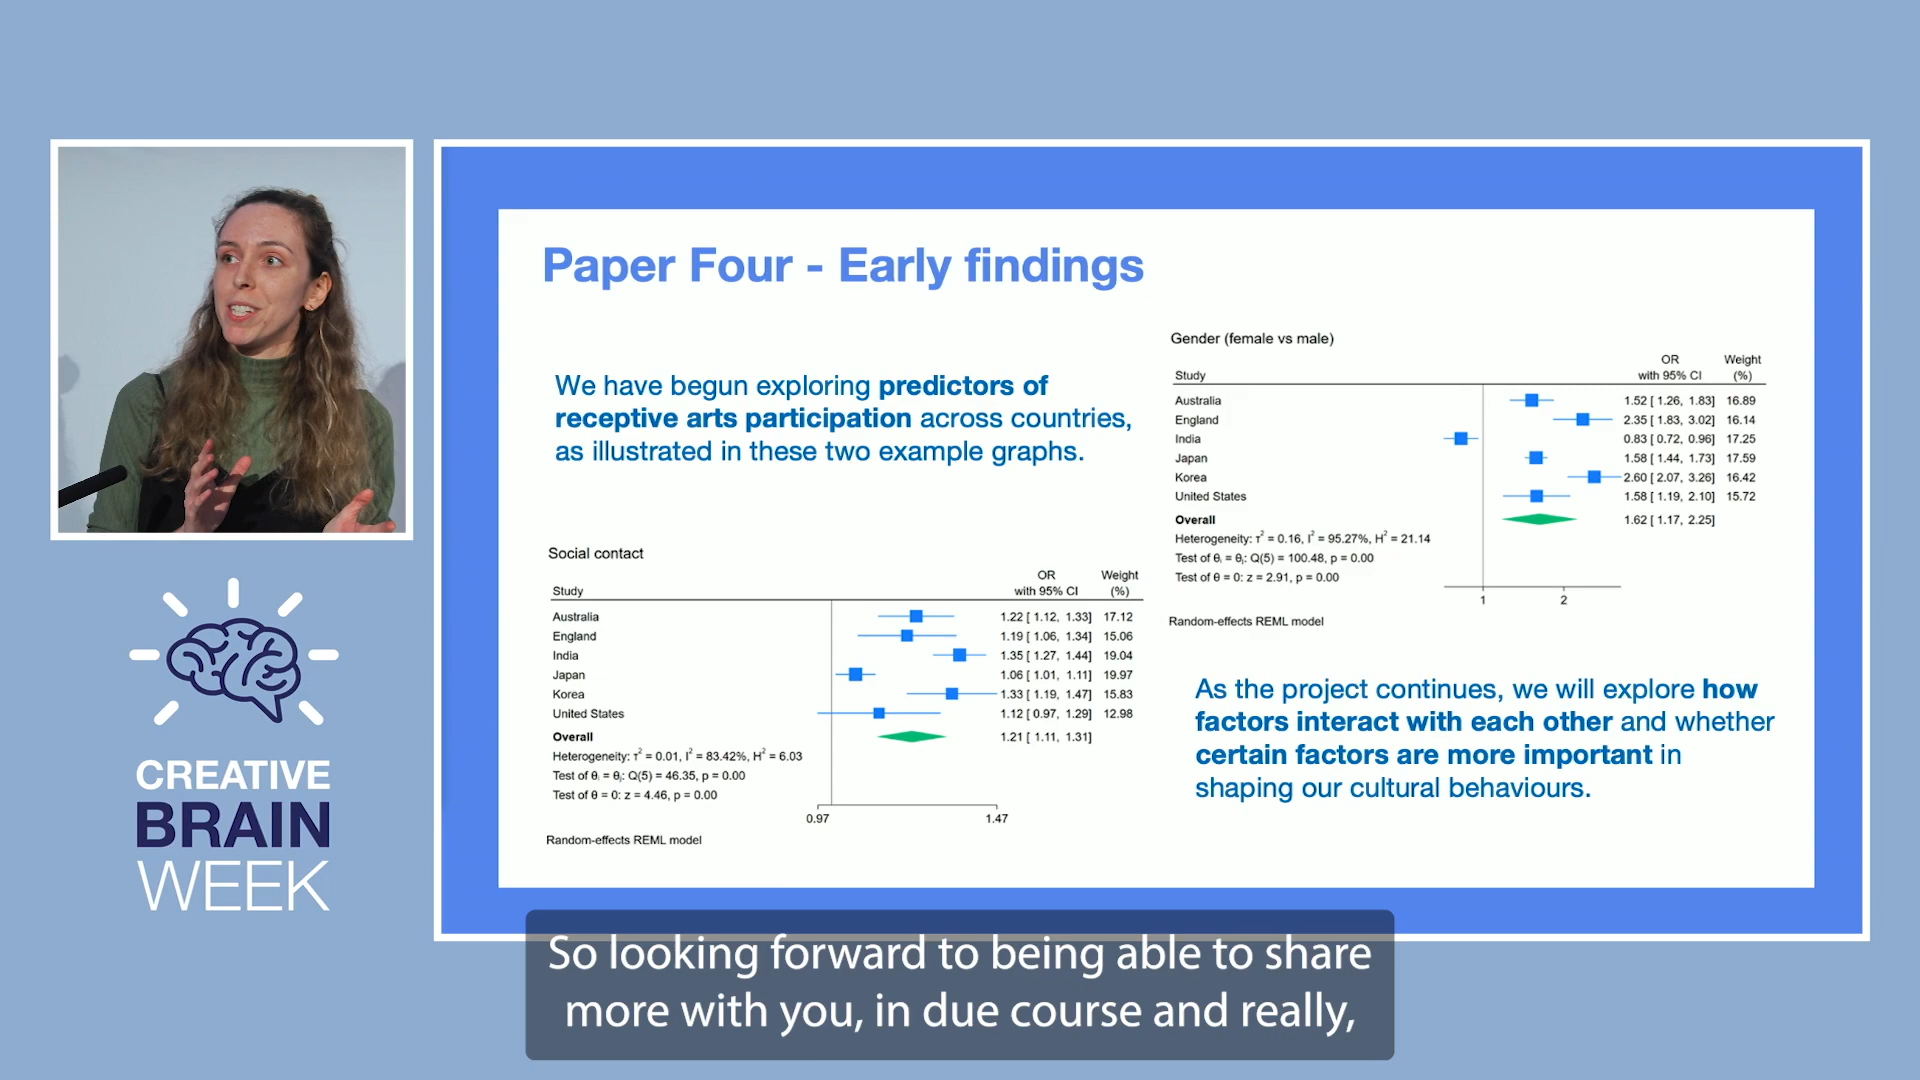 Paper Four - Early findings
We have begun exploring predictors of
receptive arts participation across countries,
as illustrated in these two example graphs.
Gender (female vs male)
OR Weight
Study with 95% CI (%)
Australia 1.52 [ 1.26, 1.83] 16.89
England 2.35 [ 1.83, 3.02] 16.14
India 0.83 [ 0.72, 0.96] 17.25
Japan 1.58 [ 1.44, 1.73] 17.59
Korea 2.60 [ 2.07, 3.26] 16.42
United States 1.58 [ 1.19, 2.10] 15.72
Overall 1.62 [ 1.17, 2.25]
Heterogeneity: τ² = 0.16, I² = 95.27%, H² = 21.14
Test of θᵢ = θⱼ: Q(5) = 100.48, p = 0.00
Test of θ = 0: z = 2.91, p = 0.00
1 2
Random-effects REML model
Social contact
OR Weight
Study with 95% CI (%)
Australia 1.22 [ 1.12, 1.33] 17.12
England 1.19 [ 1.06, 1.34] 15.06
India 1.35 [ 1.27, 1.44] 19.04
Japan 1.06 [ 1.01, 1.11] 19.97
Korea 1.33 [ 1.19, 1.47] 15.83
United States 1.12 [ 0.97, 1.29] 12.98
Overall 1.21 [ 1.11, 1.31]
Heterogeneity: τ² = 0.01, I² = 83.42%, H² = 6.03
Test of θᵢ = θⱼ: Q(5) = 46.35, p = 0.00
Test of θ = 0: z = 4.46, p = 0.00
0.97 1.47
Random-effects REML model
As the project continues, we will explore how
factors interact with each other and whether
certain factors are more important in
shaping our cultural behaviours.
CREATIVE
BRAIN
WEEK
So looking forward to being able to share
more with you, in due course and really,